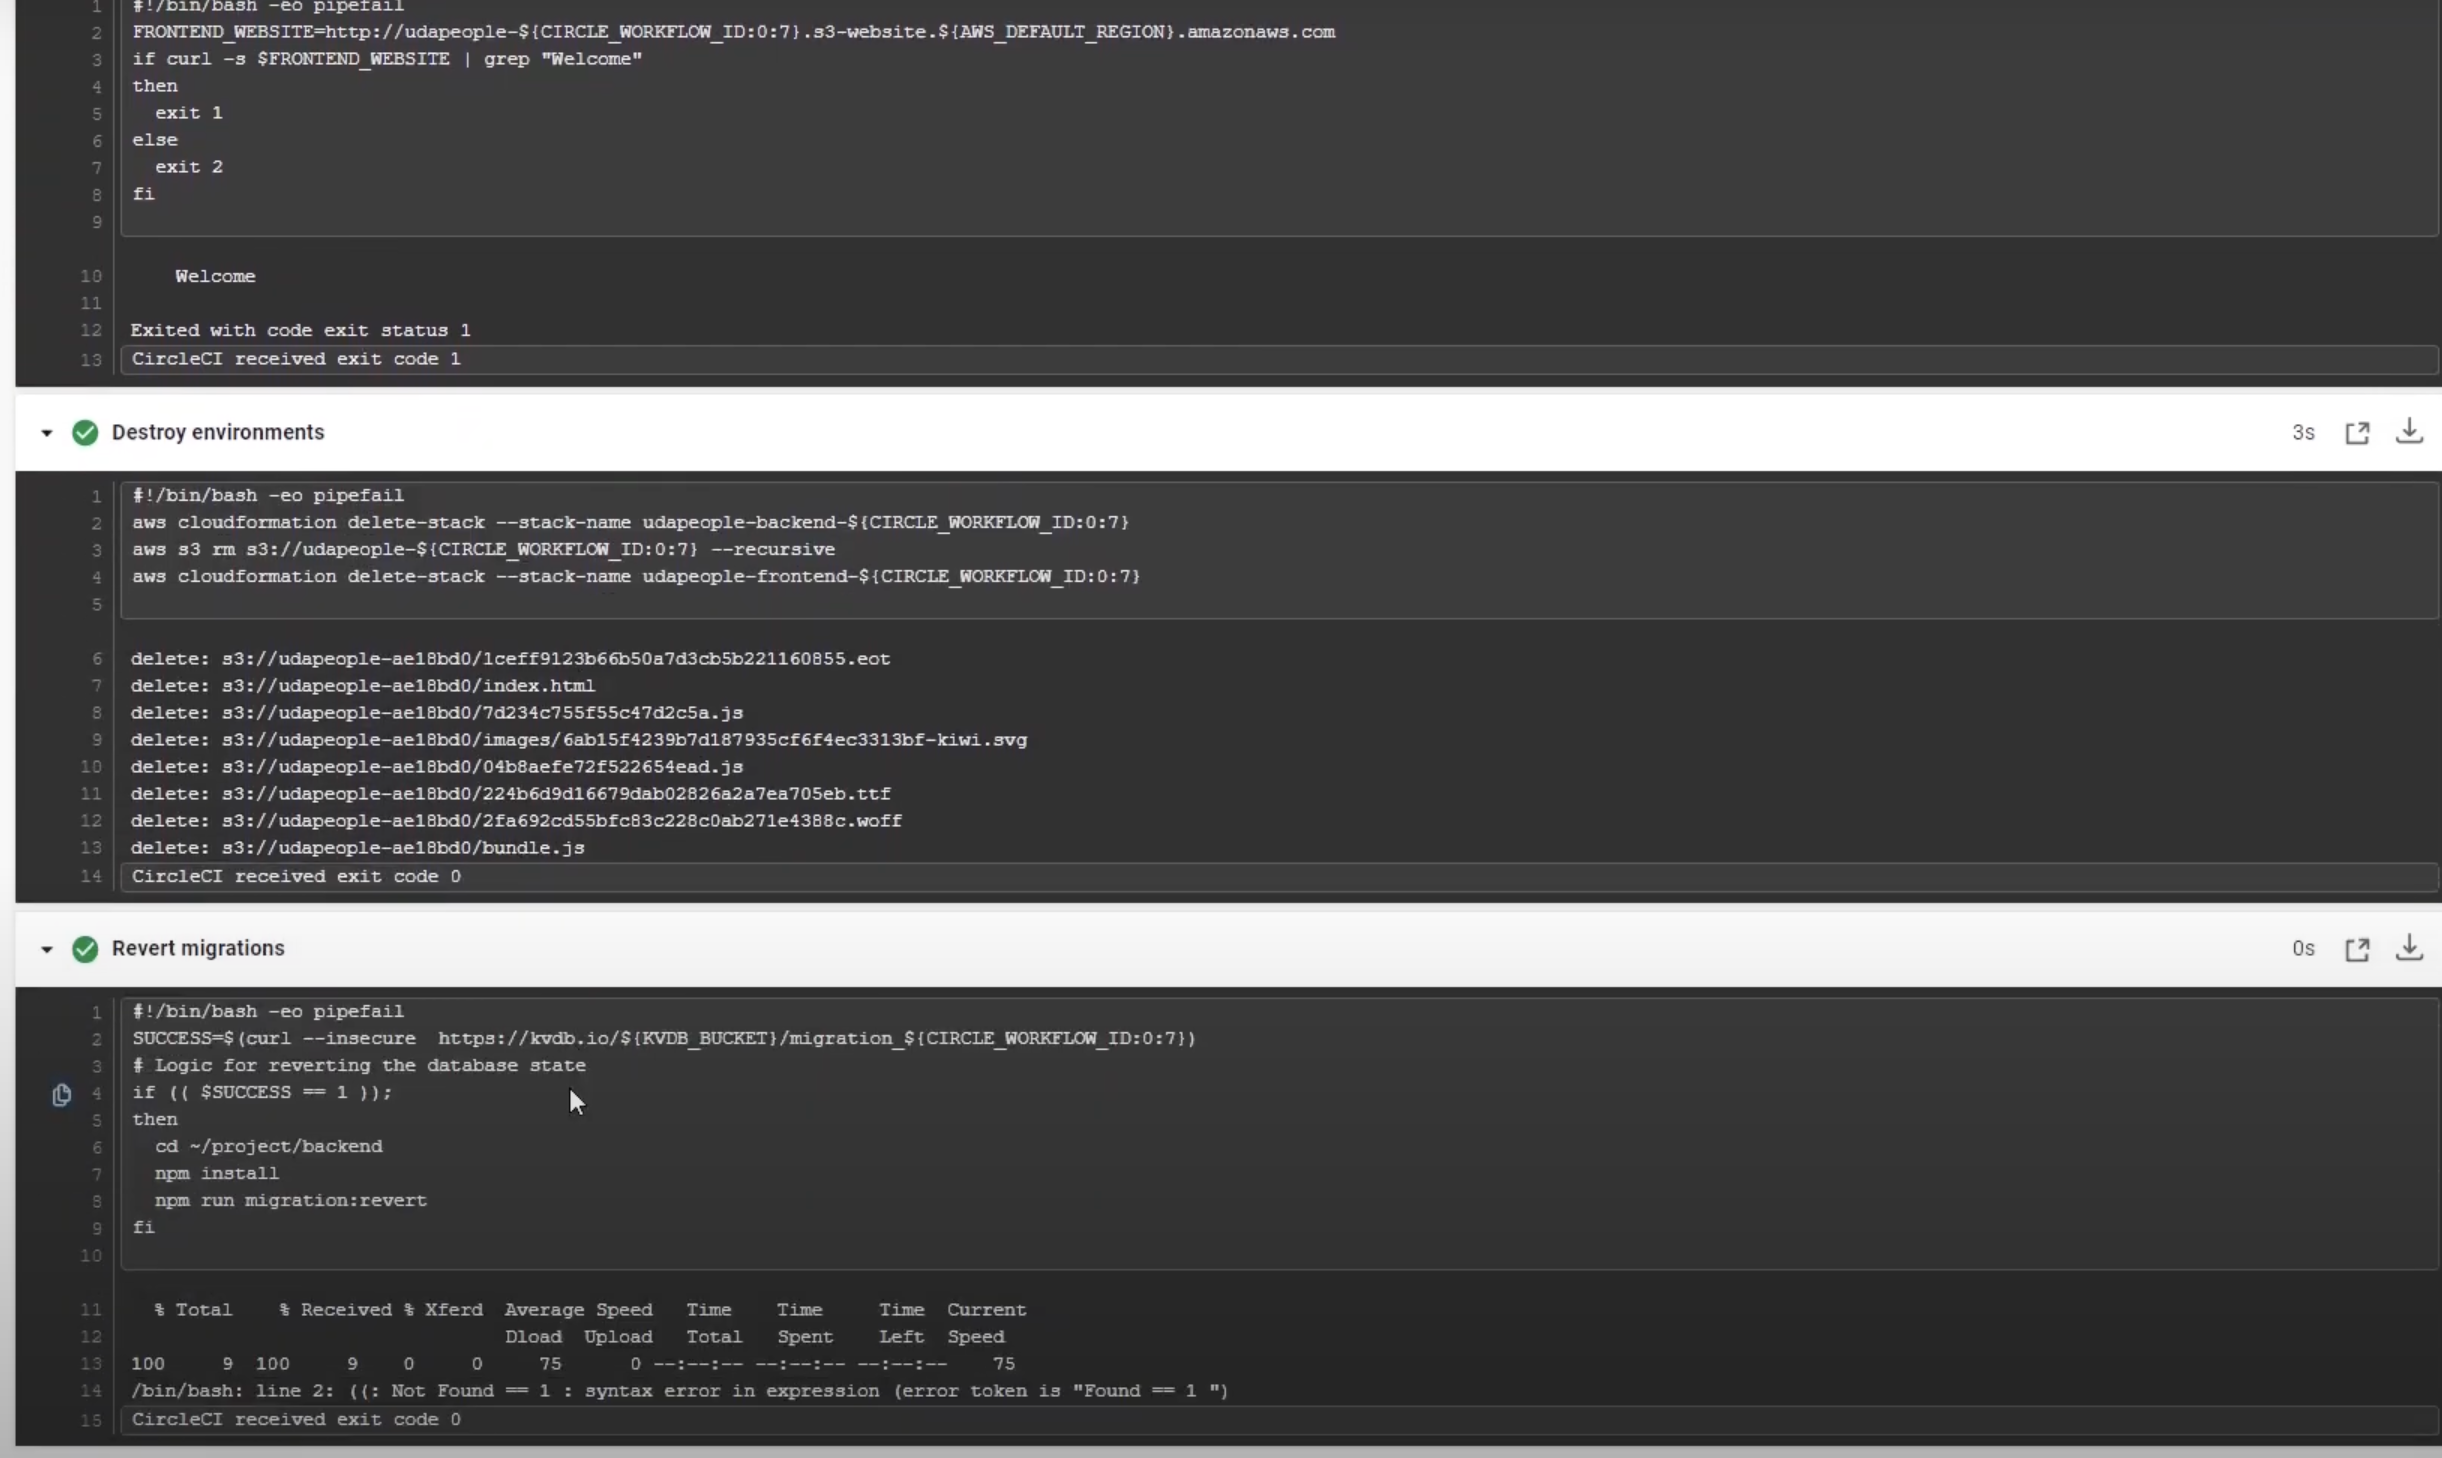 1 #!/bin/bash -eo pipefail
2 FRONTEND_WEBSITE=http://udapeople-${CIRCLE_WORKFLOW_ID:0:7}.s3-website.${AWS_DEFAULT_REGION}.amazonaws.com
3 if curl -s $FRONTEND_WEBSITE | grep "Welcome"
4 then
5   exit 1
6 else
7   exit 2
8 fi
9
10     Welcome
11
12 Exited with code exit status 1
13 CircleCI received exit code 1
Destroy environments 3s
1 #!/bin/bash -eo pipefail
2 aws cloudformation delete-stack --stack-name udapeople-backend-${CIRCLE_WORKFLOW_ID:0:7}
3 aws s3 rm s3://udapeople-${CIRCLE_WORKFLOW_ID:0:7} --recursive
4 aws cloudformation delete-stack --stack-name udapeople-frontend-${CIRCLE_WORKFLOW_ID:0:7}
5
6 delete: s3://udapeople-ae18bd0/1ceff9123b66b50a7d3cb5b221160855.eot
7 delete: s3://udapeople-ae18bd0/index.html
8 delete: s3://udapeople-ae18bd0/7d234c755f55c47d2c5a.js
9 delete: s3://udapeople-ae18bd0/images/6ab15f4239b7d187935cf6f4ec3313bf-kiwi.svg
10 delete: s3://udapeople-ae18bd0/04b8aefe72f522654ead.js
11 delete: s3://udapeople-ae18bd0/224b6d9d16679dab02826a2a7ea705eb.ttf
12 delete: s3://udapeople-ae18bd0/2fa692cd55bfc83c228c0ab271e4388c.woff
13 delete: s3://udapeople-ae18bd0/bundle.js
14 CircleCI received exit code 0
Revert migrations 0s
1 #!/bin/bash -eo pipefail
2 SUCCESS=$(curl --insecure  https://kvdb.io/${KVDB_BUCKET}/migration_${CIRCLE_WORKFLOW_ID:0:7})
3 # Logic for reverting the database state
4 if (( $SUCCESS == 1 ));
5 then
6   cd ~/project/backend
7   npm install
8   npm run migration:revert
9 fi
10
11   % Total    % Received % Xferd  Average Speed   Time    Time     Time  Current
12                                  Dload  Upload   Total   Spent    Left  Speed
13 100     9  100     9    0     0     75      0 --:--:-- --:--:-- --:--:--    75
14 /bin/bash: line 2: ((: Not Found == 1 : syntax error in expression (error token is "Found == 1 ")
15 CircleCI received exit code 0